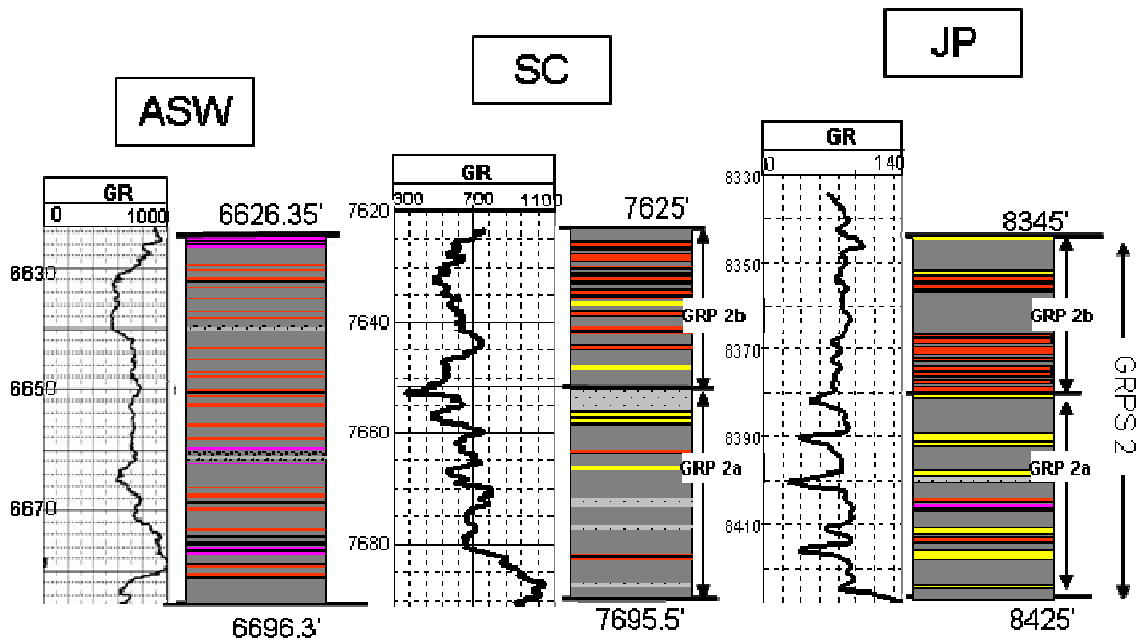 ASW
SC
JP
GR
0 1000
6626.35'
6630
6650
6670
6696.3'
GR
300 700 1100
7625'
7620
7640
7660
7680
GRP 2b
GRP 2a
7695.5'
GR
0 140
8345'
8330
8350
8370
8390
8410
GRP 2b
GRP 2a
GRPS 2
8425'